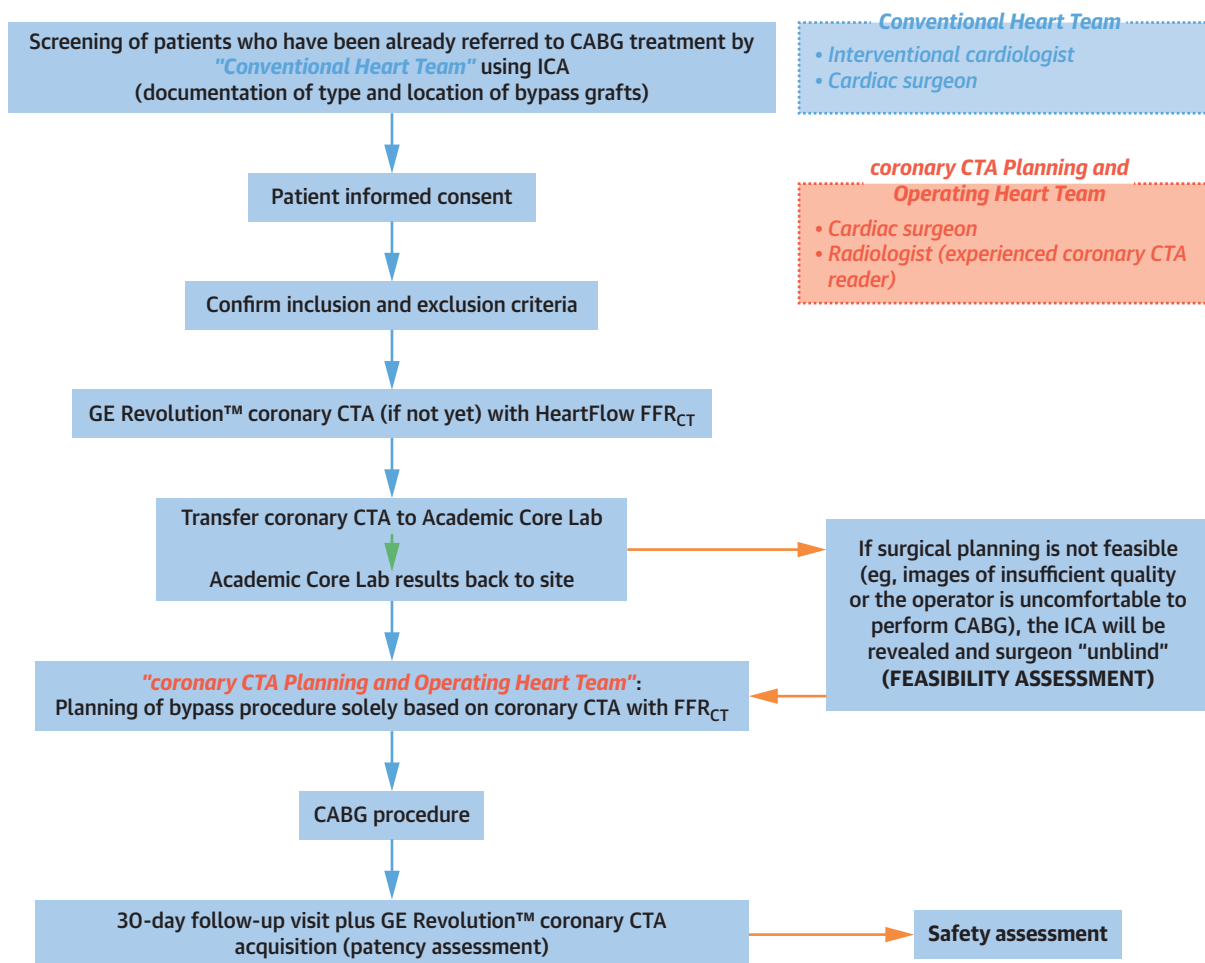 Screening of patients who have been already referred to CABG treatment by
"Conventional Heart Team" using ICA
(documentation of type and location of bypass grafts)
Conventional Heart Team
• Interventional cardiologist
• Cardiac surgeon
coronary CTA Planning and
Operating Heart Team
• Cardiac surgeon
• Radiologist (experienced coronary CTA
reader)
Patient informed consent
Confirm inclusion and exclusion criteria
GE Revolution™ coronary CTA (if not yet) with HeartFlow FFRCT
Transfer coronary CTA to Academic Core Lab
Academic Core Lab results back to site
If surgical planning is not feasible
(eg, images of insufficient quality
or the operator is uncomfortable to
perform CABG), the ICA will be
revealed and surgeon “unblind”
(FEASIBILITY ASSESSMENT)
"coronary CTA Planning and Operating Heart Team":
Planning of bypass procedure solely based on coronary CTA with FFRCT
CABG procedure
30-day follow-up visit plus GE Revolution™ coronary CTA
acquisition (patency assessment)
Safety assessment